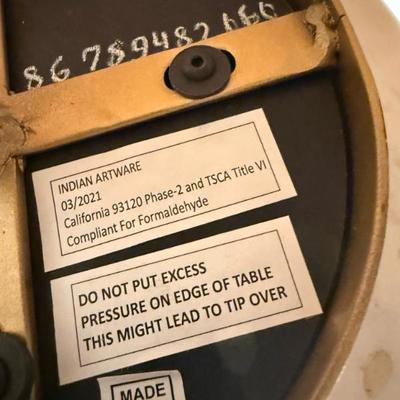 INDIAN ARTWARE
03/2021
California 93120 Phase-2 and TSCA Title VI
Compliant For Formaldehyde
DO NOT PUT EXCESS
PRESSURE ON EDGE OF TABLE
THIS MIGHT LEAD TO TIP OVER
MADE